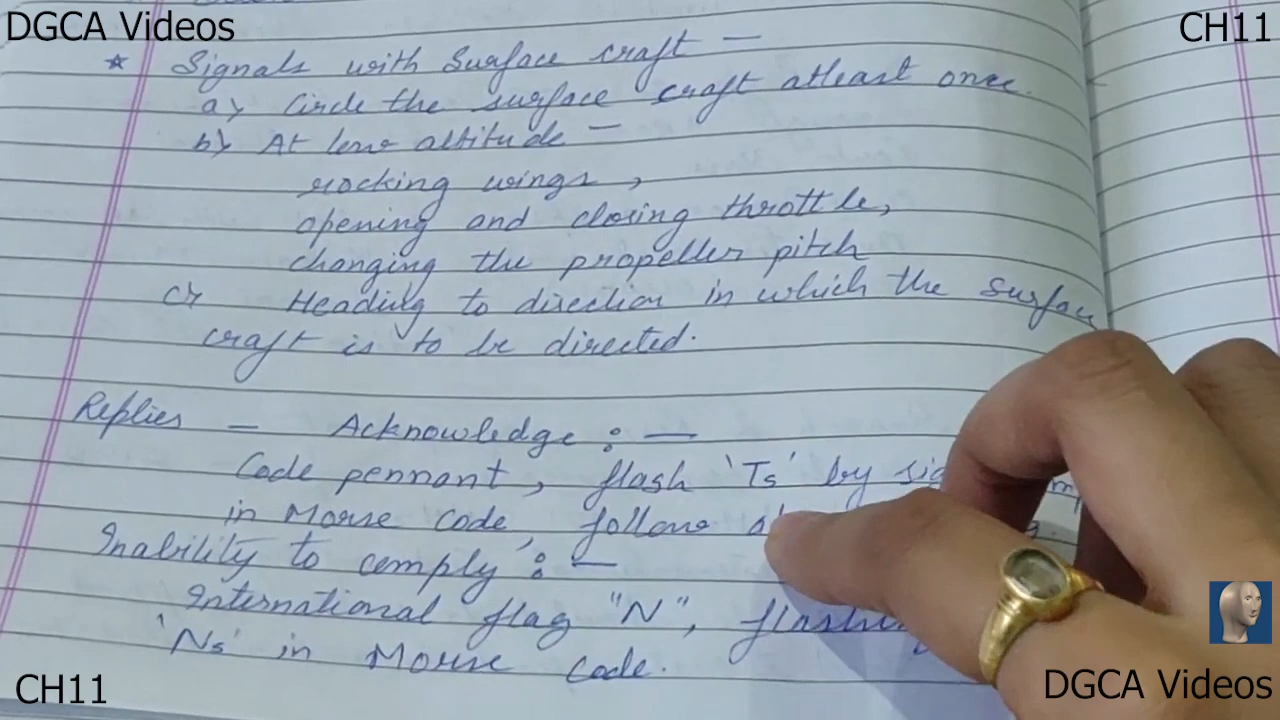 DGCA Videos
CH11
* Signals with Surface craft —
a) Circle the surface craft atleast once.
b) At low altitude —
rocking wings,
opening and closing throttle,
changing the propeller pitch
c) Heading to direction in which the Surface
craft is to be directed.
Replies — Acknowledge : —
Code pennant, flash 'Ts' by
in Morse Code, follow
Inability to comply : —
International flag "N",
'Ns' in Morse Code.
CH11
DGCA Videos